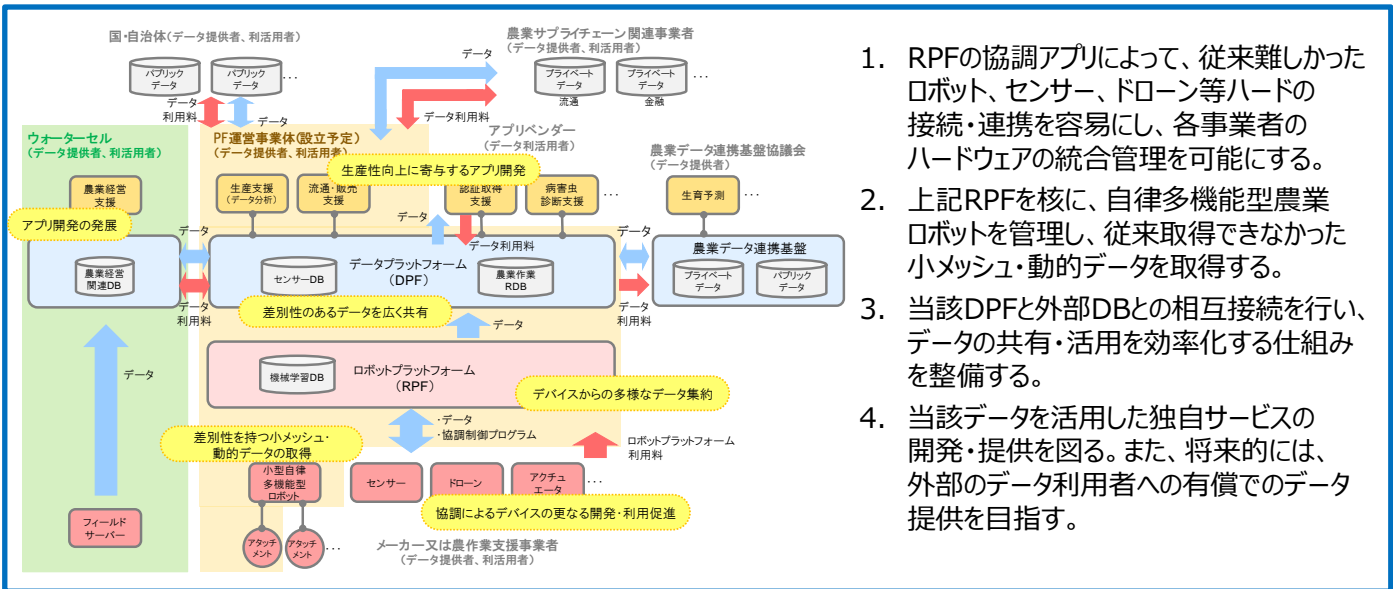 国・自治体(データ提供者、利活用者)
パブリック
データ
パブリック
データ
…
データ
利用料
データ
農業サプライチェーン関連事業者
(データ提供者、利活用者)
データ
プライベート
データ
流通
プライベート
データ
金融
…
データ利用料
ウォーターセル
(データ提供者、利活用者)
PF運営事業体(設立予定)
(データ提供者、利活用者)
アプリベンダー
(データ利活用者)
農業データ連携基盤協議会
(データ提供者)
生産性向上に寄与するアプリ開発
農業経営
支援
アプリ開発の発展
生産支援
(データ分析)
流通・販売
支援
…
認証取得
支援
病害虫
診断支援
…
生育予測
…
データ
データ利用料
データ
データ
利用料
農業経営
関連DB
センサーDB
データプラットフォーム
(DPF)
農業作業
RDB
差別性のあるデータを広く共有
データ
データ
利用料
農業データ連携基盤
プライベート
データ
パブリック
データ
データ
機械学習DB
ロボットプラットフォーム
(RPF)
デバイスからの多様なデータ集約
データ
・データ
・協調制御プログラム
ロボットプラットフォーム
利用料
差別性を持つ小メッシュ・
動的データの取得
小型自律
多機能型
ロボット
センサー
ドローン
アクチュ
エータ
…
協調によるデバイスの更なる開発・利用促進
フィールド
サーバー
アタッチ
メント
アタッチ
メント
…
メーカー又は農作業支援事業者
(データ提供者、利活用者)
1. RPFの協調アプリによって、従来難しかった
ロボット、センサー、ドローン等ハードの
接続・連携を容易にし、各事業者の
ハードウェアの統合管理を可能にする。
2. 上記RPFを核に、自律多機能型農業
ロボットを管理し、従来取得できなかった
小メッシュ・動的データを取得する。
3. 当該DPFと外部DBとの相互接続を行い、
データの共有・活用を効率化する仕組み
を整備する。
4. 当該データを活用した独自サービスの
開発・提供を図る。また、将来的には、
外部のデータ利用者への有償でのデータ
提供を目指す。